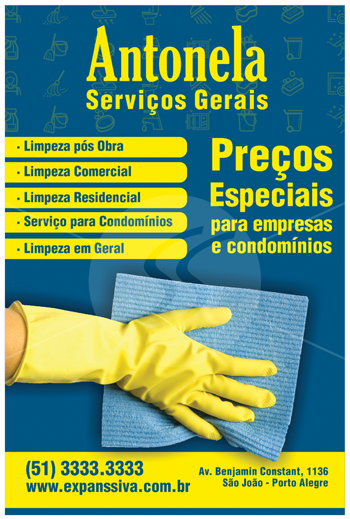 Antonela
Serviços Gerais
· Limpeza pós Obra
· Limpeza Comercial
· Limpeza Residencial
· Serviço para Condomínios
· Limpeza em Geral
Preços
Especiais
para empresas
e condomínios
(51) 3333.3333
www.expanssiva.com.br
Av. Benjamin Constant, 1136
São João - Porto Alegre